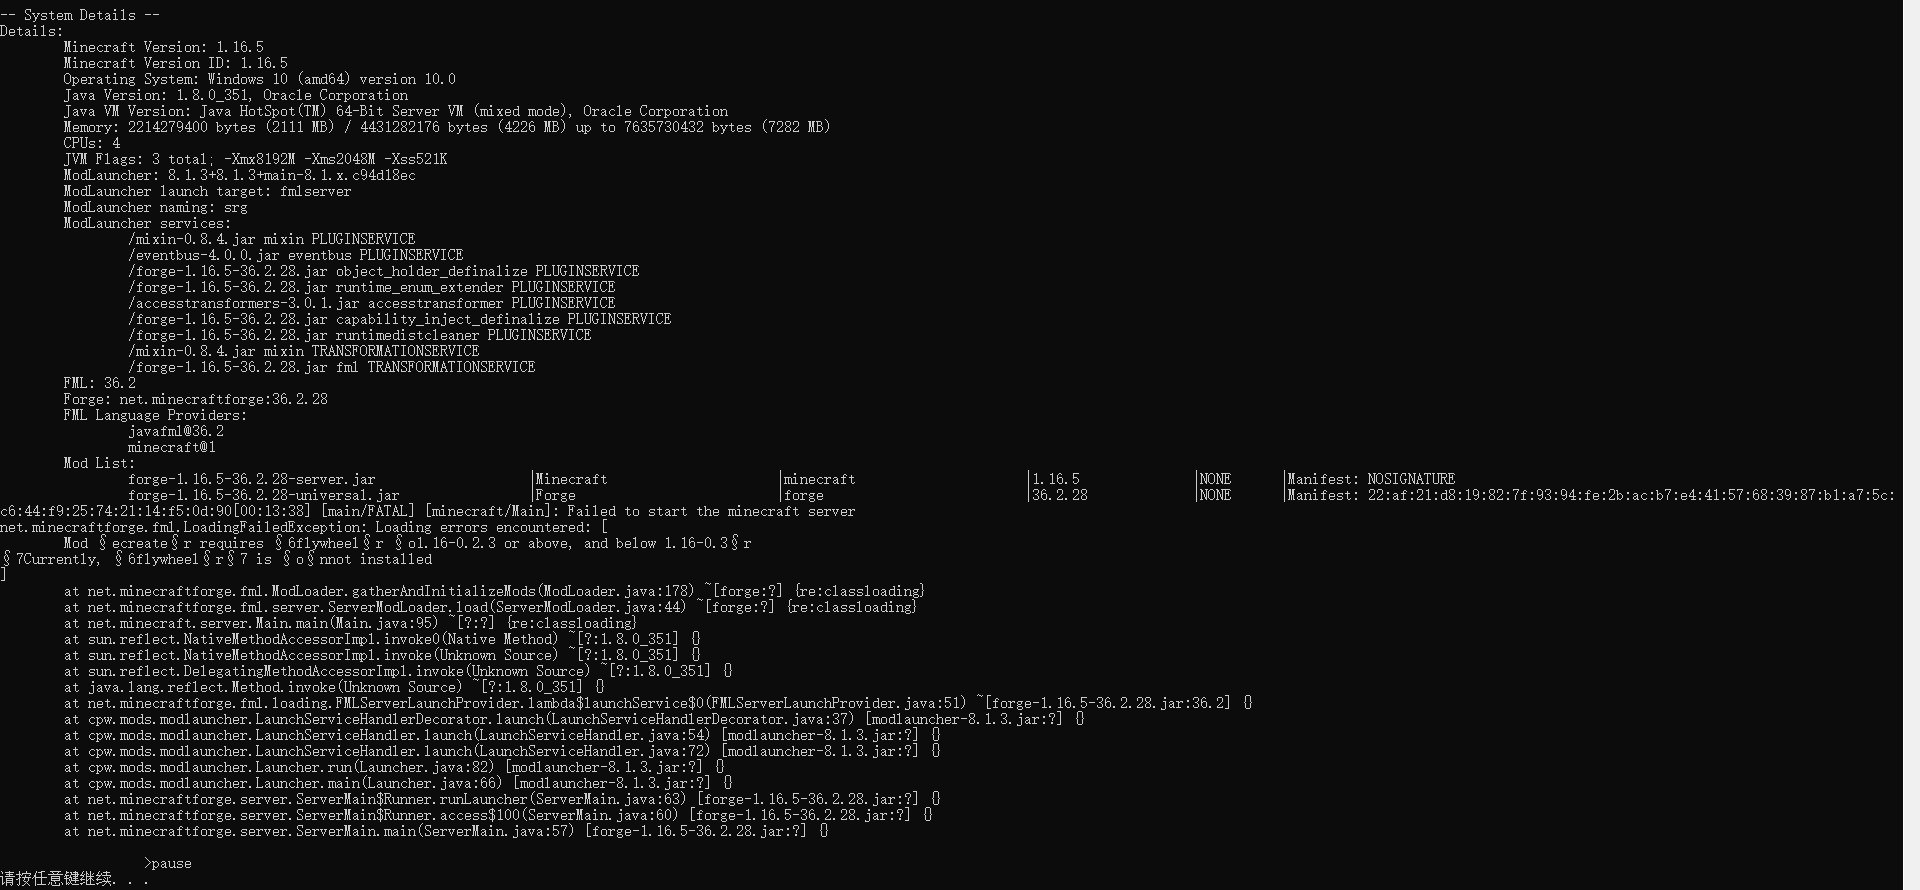 -- System Details --
Details:
Minecraft Version: 1.16.5
Minecraft Version ID: 1.16.5
Operating System: Windows 10 (amd64) version 10.0
Java Version: 1.8.0_351, Oracle Corporation
Java VM Version: Java HotSpot(TM) 64-Bit Server VM (mixed mode), Oracle Corporation
Memory: 2214279400 bytes (2111 MB) / 4431282176 bytes (4226 MB) up to 7635730432 bytes (7282 MB)
CPUs: 4
JVM Flags: 3 total; -Xmx8192M -Xms2048M -Xss521K
ModLauncher: 8.1.3+8.1.3+main-8.1.x.c94d18ec
ModLauncher launch target: fmlserver
ModLauncher naming: srg
ModLauncher services:
/mixin-0.8.4.jar mixin PLUGINSERVICE
/eventbus-4.0.0.jar eventbus PLUGINSERVICE
/forge-1.16.5-36.2.28.jar object_holder_definalize PLUGINSERVICE
/forge-1.16.5-36.2.28.jar runtime_enum_extender PLUGINSERVICE
/accesstransformers-3.0.1.jar accesstransformer PLUGINSERVICE
/forge-1.16.5-36.2.28.jar capability_inject_definalize PLUGINSERVICE
/forge-1.16.5-36.2.28.jar runtimedistcleaner PLUGINSERVICE
/mixin-0.8.4.jar mixin TRANSFORMATIONSERVICE
/forge-1.16.5-36.2.28.jar fml TRANSFORMATIONSERVICE
FML: 36.2
Forge: net.minecraftforge:36.2.28
FML Language Providers:
javafml@36.2
minecraft@1
Mod List:
forge-1.16.5-36.2.28-server.jar |Minecraft |minecraft |1.16.5 |NONE |Manifest: NOSIGNATURE
forge-1.16.5-36.2.28-universal.jar |Forge |forge |36.2.28 |NONE |Manifest: 22:af:21:d8:19:82:7f:93:94:fe:2b:ac:b7:e4:41:57:68:39:87:b1:a7:5c:
c6:44:f9:25:74:21:14:f5:0d:90[00:13:38] [main/FATAL] [minecraft/Main]: Failed to start the minecraft server
net.minecraftforge.fml.LoadingFailedException: Loading errors encountered: [
Mod §ecreate§r requires §6flywheel§r §o1.16-0.2.3 or above, and below 1.16-0.3§r
§7Currently, §6flywheel§r§7 is §o§nnot installed
]
at net.minecraftforge.fml.ModLoader.gatherAndInitializeMods(ModLoader.java:178) ~[forge:?] {re:classloading}
at net.minecraftforge.fml.server.ServerModLoader.load(ServerModLoader.java:44) ~[forge:?] {re:classloading}
at net.minecraft.server.Main.main(Main.java:95) ~[?:?] {re:classloading}
at sun.reflect.NativeMethodAccessorImpl.invoke0(Native Method) ~[?:1.8.0_351] {}
at sun.reflect.NativeMethodAccessorImpl.invoke(Unknown Source) ~[?:1.8.0_351] {}
at sun.reflect.DelegatingMethodAccessorImpl.invoke(Unknown Source) ~[?:1.8.0_351] {}
at java.lang.reflect.Method.invoke(Unknown Source) ~[?:1.8.0_351] {}
at net.minecraftforge.fml.loading.FMLServerLaunchProvider.lambda$launchService$0(FMLServerLaunchProvider.java:51) ~[forge-1.16.5-36.2.28.jar:36.2] {}
at cpw.mods.modlauncher.LaunchServiceHandlerDecorator.launch(LaunchServiceHandlerDecorator.java:37) [modlauncher-8.1.3.jar:?] {}
at cpw.mods.modlauncher.LaunchServiceHandler.launch(LaunchServiceHandler.java:54) [modlauncher-8.1.3.jar:?] {}
at cpw.mods.modlauncher.LaunchServiceHandler.launch(LaunchServiceHandler.java:72) [modlauncher-8.1.3.jar:?] {}
at cpw.mods.modlauncher.Launcher.run(Launcher.java:82) [modlauncher-8.1.3.jar:?] {}
at cpw.mods.modlauncher.Launcher.main(Launcher.java:66) [modlauncher-8.1.3.jar:?] {}
at net.minecraftforge.server.ServerMain$Runner.runLauncher(ServerMain.java:63) [forge-1.16.5-36.2.28.jar:?] {}
at net.minecraftforge.server.ServerMain$Runner.access$100(ServerMain.java:60) [forge-1.16.5-36.2.28.jar:?] {}
at net.minecraftforge.server.ServerMain.main(ServerMain.java:57) [forge-1.16.5-36.2.28.jar:?] {}
>pause
请按任意键继续. . .